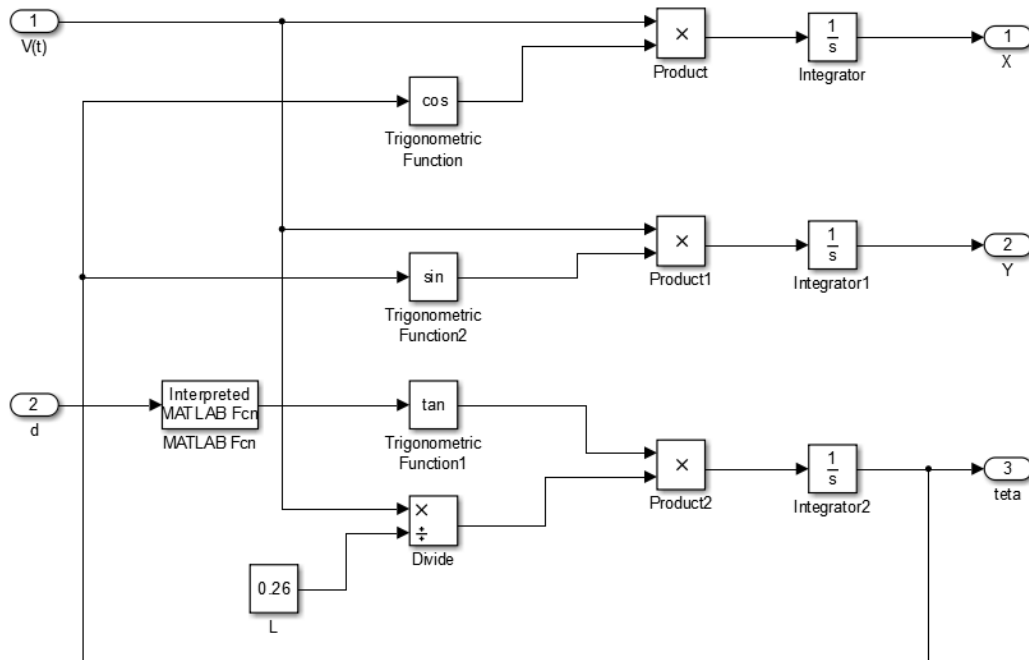 1
V(t)
×
Product
1
s
Integrator
1
X
cos
Trigonometric
Function
×
Product1
1
s
Integrator1
2
Y
sin
Trigonometric
Function2
2
d
Interpreted
MATLAB Fcn
MATLAB Fcn
tan
Trigonometric
Function1
×
Product2
1
s
Integrator2
3
teta
×
÷
Divide
0.26
L